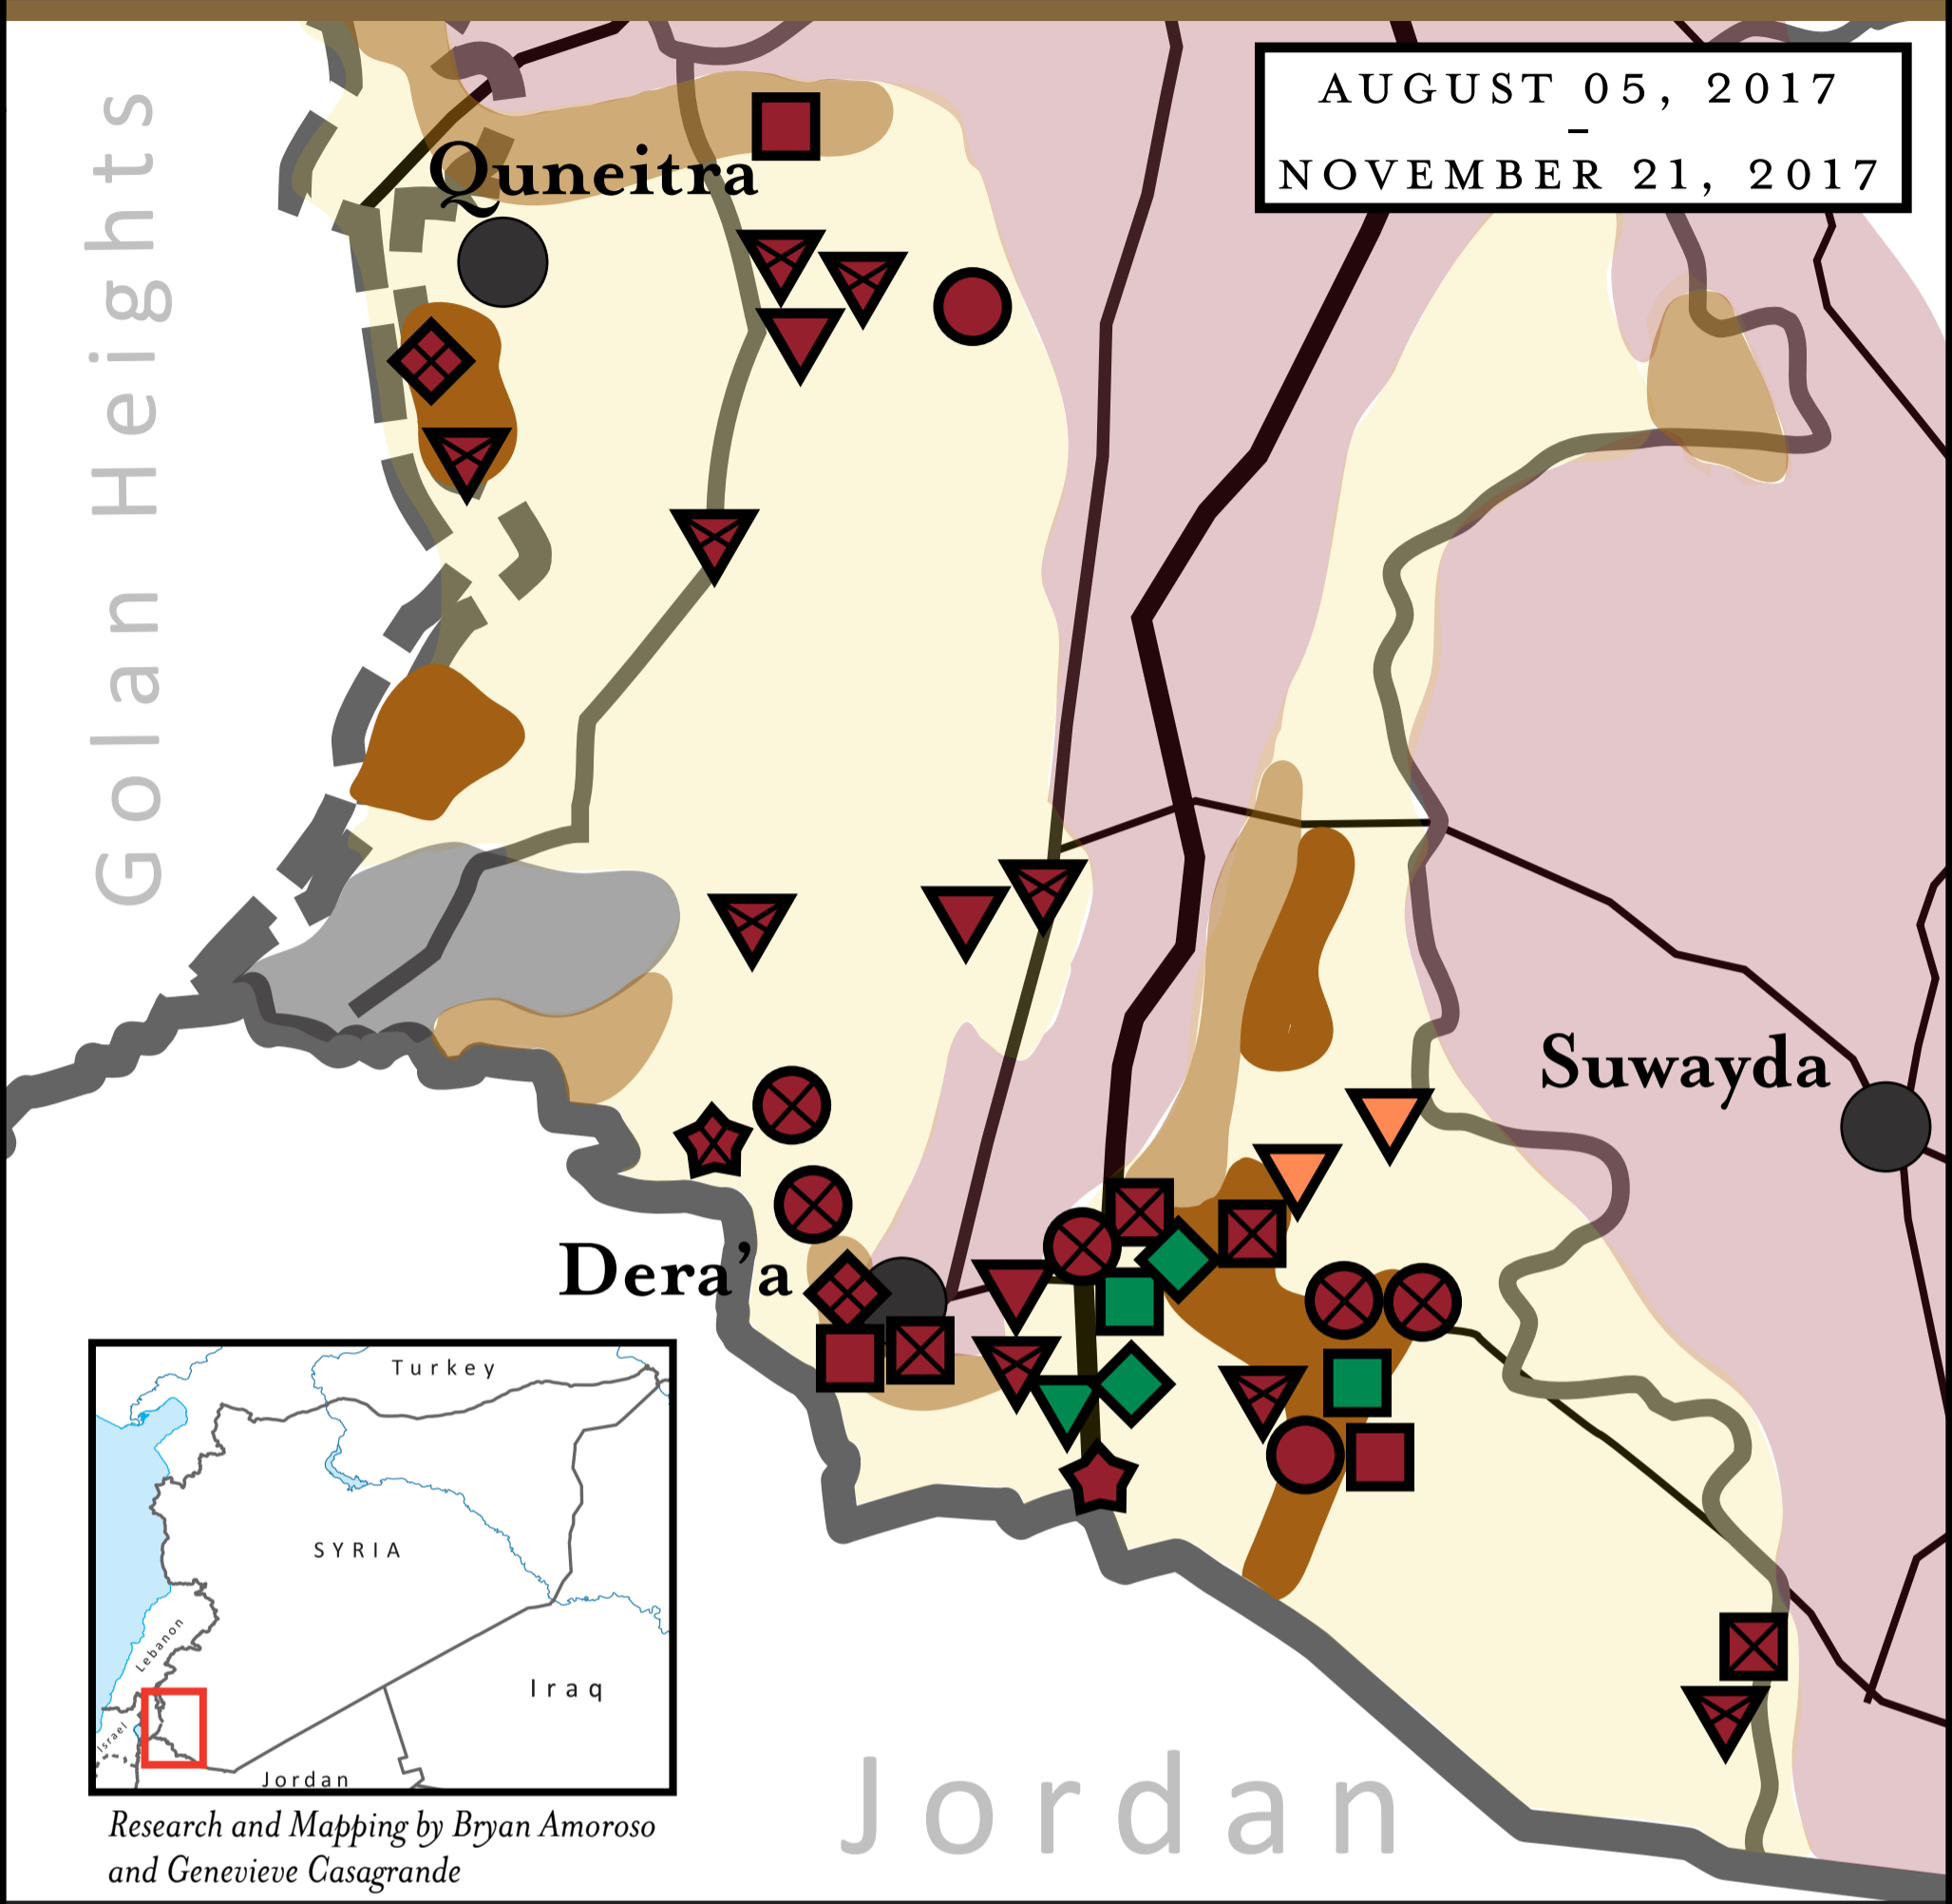 AUGUST 05, 2017
–
NOVEMBER 21, 2017
Golan Heights
Quneitra
Suwayda
Dera'a
Turkey
SYRIA
Lebanon
Iraq
Israel
Jordan
Jordan
Research and Mapping by Bryan Amoroso
and Genevieve Casagrande